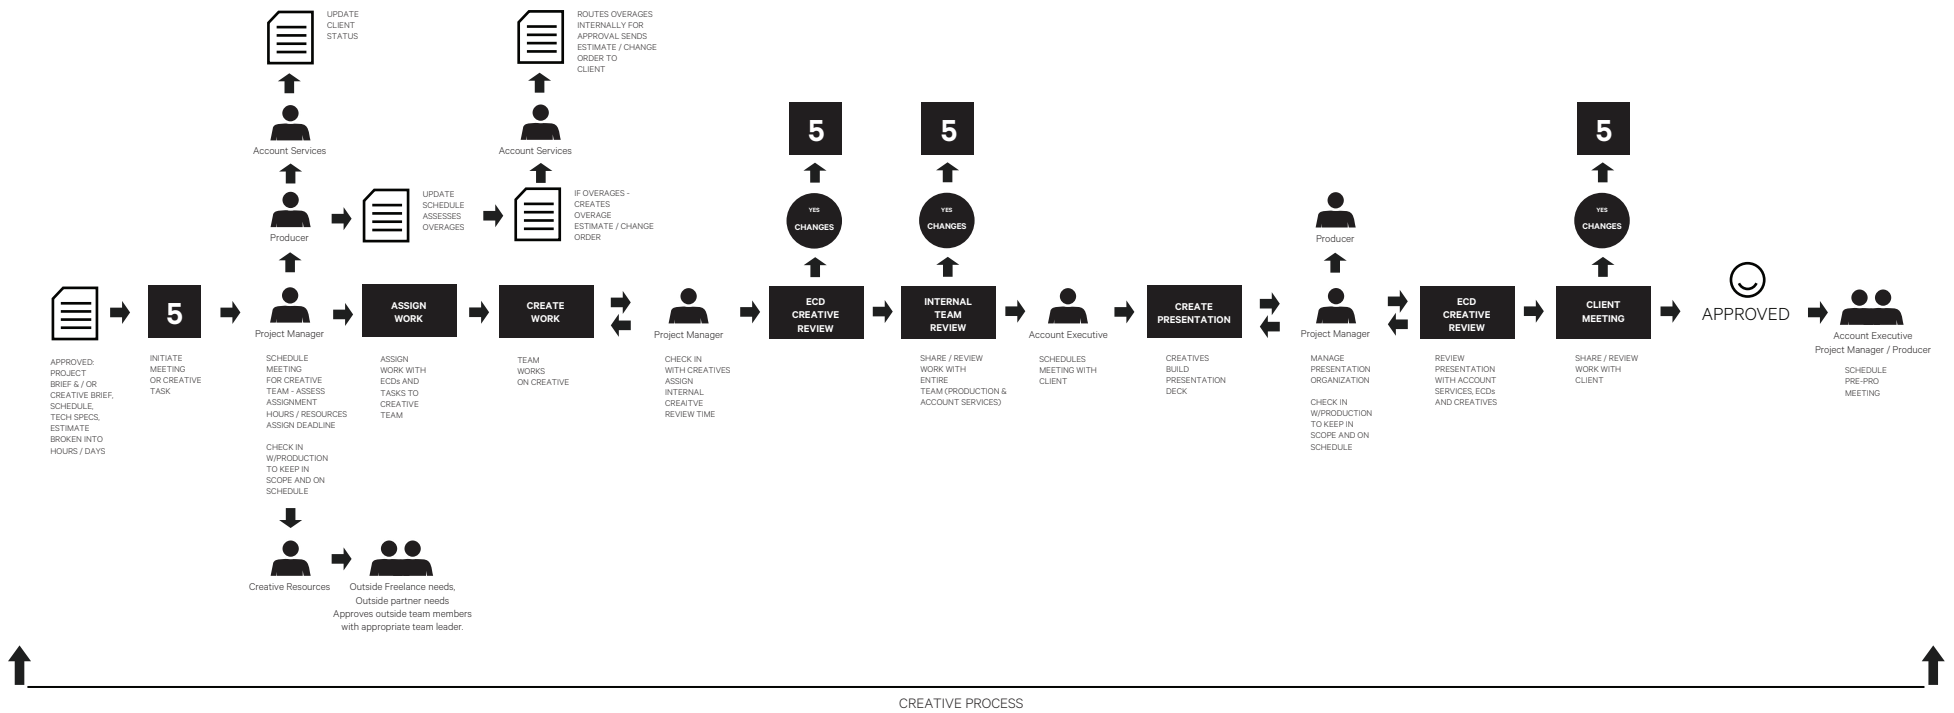 UPDATE
CLIENT
STATUS
ROUTES OVERAGES
INTERNALLY FOR
APPROVAL SENDS
ESTIMATE / CHANGE
ORDER TO
CLIENT
Account Services
Account Services
5
5
5
UPDATE
SCHEDULE
ASSESSES
OVERAGES
IF OVERAGES -
CREATES
OVERAGE
ESTIMATE / CHANGE
ORDER
YES
CHANGES
YES
CHANGES
YES
CHANGES
Producer
Producer
APPROVED:
PROJECT
BRIEF & / OR
CREATIVE BRIEF,
SCHEDULE,
TECH SPECS,
ESTIMATE
BROKEN INTO
HOURS / DAYS
5
INITIATE
MEETING
OR CREATIVE
TASK
Project Manager
SCHEDULE
MEETING
FOR CREATIVE
TEAM - ASSESS
ASSIGNMENT
HOURS / RESOURCES
ASSIGN DEADLINE
CHECK IN
W/PRODUCTION
TO KEEP IN
SCOPE AND ON
SCHEDULE
ASSIGN
WORK
ASSIGN
WORK WITH
ECDs AND
TASKS TO
CREATIVE
TEAM
CREATE
WORK
TEAM
WORKS
ON CREATIVE
Project Manager
CHECK IN
WITH CREATIVES
ASSIGN
INTERNAL
CREAITVE
REVIEW TIME
ECD
CREATIVE
REVIEW
INTERNAL
TEAM
REVIEW
SHARE / REVIEW
WORK WITH
ENTIRE
TEAM (PRODUCTION &
ACCOUNT SERVICES)
Account Executive
SCHEDULES
MEETING WITH
CLIENT
CREATE
PRESENTATION
CREATIVES
BUILD
PRESENTATION
DECK
Project Manager
MANAGE
PRESENTATION
ORGANIZATION
CHECK IN
W/PRODUCTION
TO KEEP IN
SCOPE AND ON
SCHEDULE
ECD
CREATIVE
REVIEW
REVIEW
PRESENTATION
WITH ACCOUNT
SERVICES, ECDs
AND CREATIVES
CLIENT
MEETING
SHARE / REVIEW
WORK WITH
CLIENT
APPROVED
Account Executive
Project Manager / Producer
SCHEDULE
PRE-PRO
MEETING
Creative Resources
Outside Freelance needs,
Outside partner needs
Approves outside team members
with appropriate team leader.
CREATIVE PROCESS